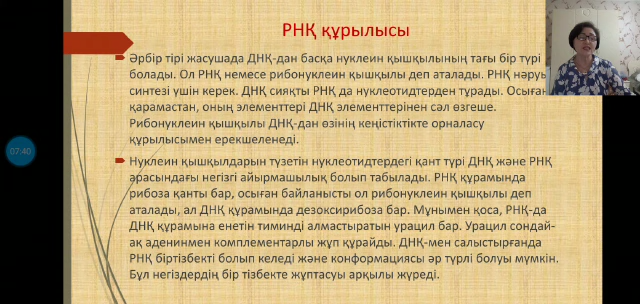 РНҚ құрылысы
Әрбір тірі жасушада ДНҚ-дан басқа нуклеин қышқылының тағы бір түрі
болады. Ол РНҚ немесе рибонуклеин қышқылы деп аталады. РНҚ нәруыз
синтезі үшін керек. ДНҚ сияқты РНҚ да нуклеотидтерден тұрады. Осыған
қарамастан, оның элементтері ДНҚ элементтерінен сәл өзгеше.
Рибонуклеин қышқылы ДНҚ-дан өзінің кеңістіктікте орналасу
құрылысымен ерекшеленеді.
07:40
Нуклеин қышқылдарын түзетін нуклеотидтердегі қант түрі ДНҚ және РНҚ
арасындағы негізгі айырмашылық болып табылады. РНҚ құрамында
рибоза қанты бар, осыған байланысты ол рибонуклеин қышқылы деп
аталады, ал ДНҚ құрамында дезоксирибоза бар. Мұнымен қоса, РНҚ-да
ДНҚ құрамына енетін тиминді алмастыратын урацил бар. Урацил сондай-
ақ аденинмен комплементарлы жұп құрайды. ДНҚ-мен салыстырғанда
РНҚ біртізбекті болып келеді және конформациясы әр түрлі болуы мүмкін.
Бұл негіздердің бір тізбекте жұптасуы арқылы жүреді.